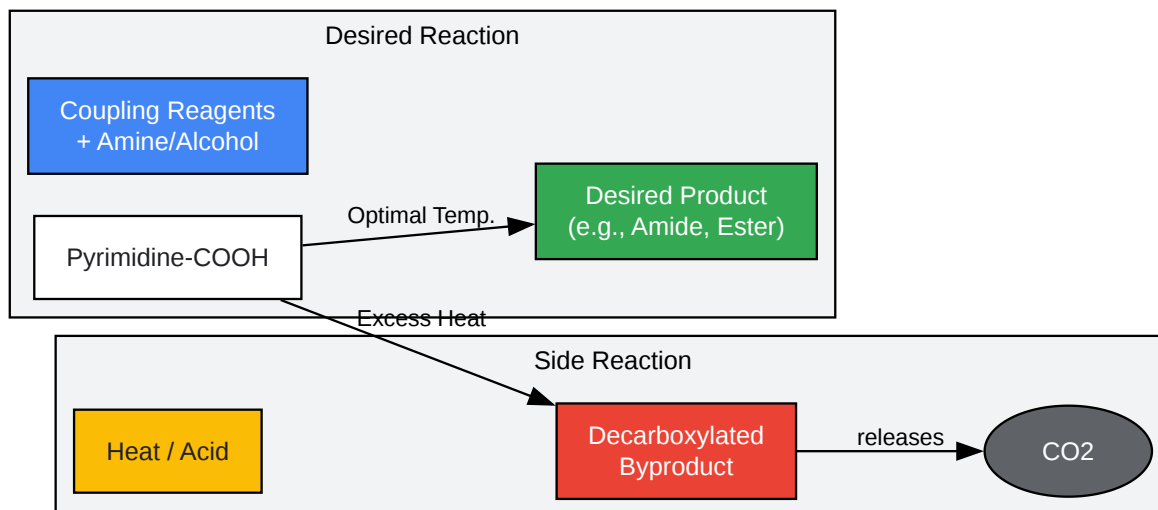 Desired Reaction
Coupling Reagents
+ Amine/Alcohol
Pyrimidine-COOH
Optimal Temp.
Desired Product
(e.g., Amide, Ester)
Excess Heat
Side Reaction
Heat / Acid
Decarboxylated
Byproduct
releases
CO2